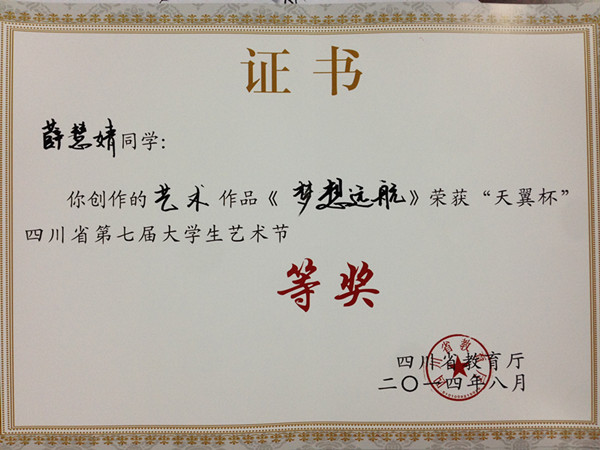 证书
薛慧婧同学:
你创作的艺术作品《梦想远航》荣获“天翼杯”
四川省第七届大学生艺术节
等奖
四川省教育厅
二〇一四年八月